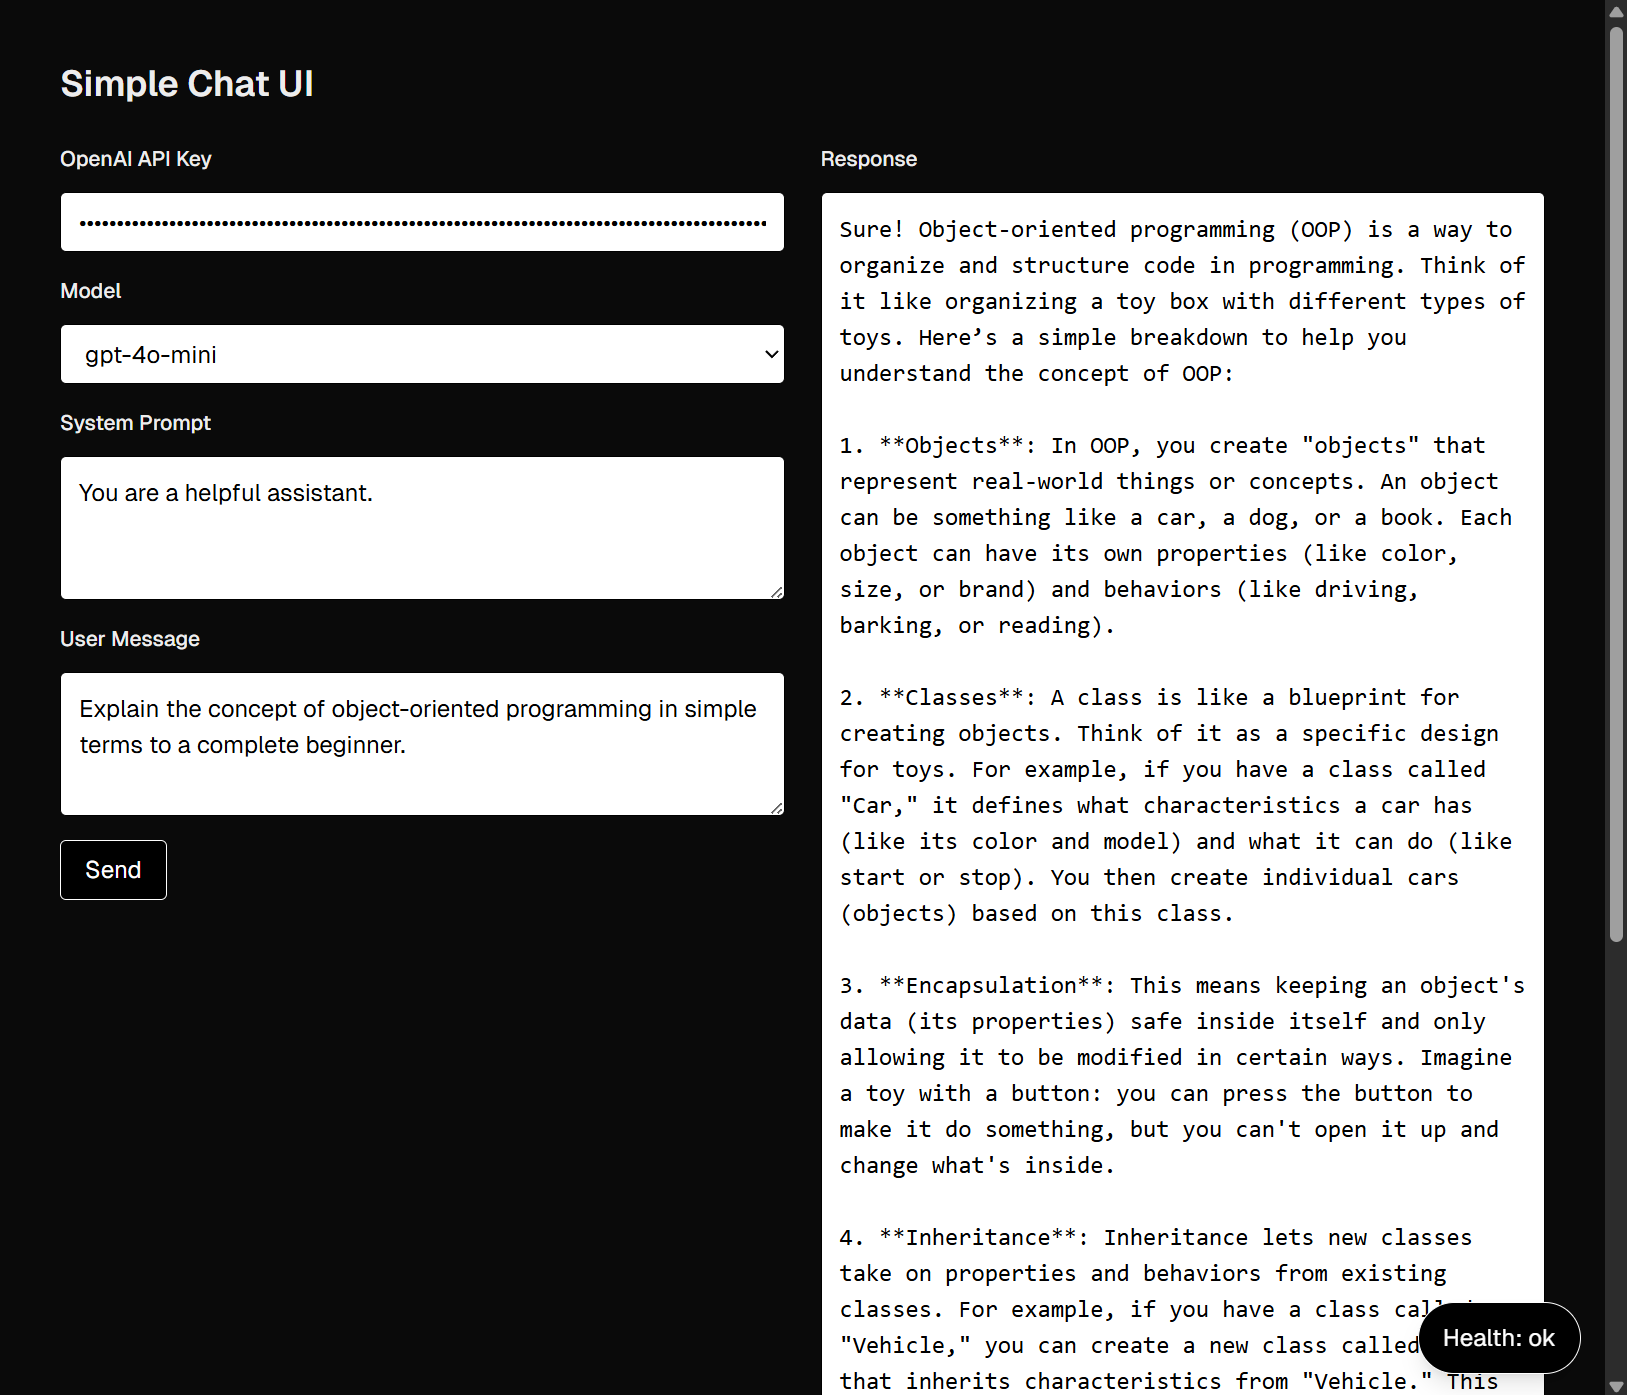 Simple Chat UI
OpenAI API Key
Model
gpt-4o-mini
System Prompt
You are a helpful assistant.
User Message
Explain the concept of object-oriented programming in simple
terms to a complete beginner.
Send
Response
Sure! Object-oriented programming (OOP) is a way to
organize and structure code in programming. Think of
it like organizing a toy box with different types of
toys. Here’s a simple breakdown to help you
understand the concept of OOP:
1. **Objects**: In OOP, you create "objects" that
represent real-world things or concepts. An object
can be something like a car, a dog, or a book. Each
object can have its own properties (like color,
size, or brand) and behaviors (like driving,
barking, or reading).
2. **Classes**: A class is like a blueprint for
creating objects. Think of it as a specific design
for toys. For example, if you have a class called
"Car," it defines what characteristics a car has
(like its color and model) and what it can do (like
start or stop). You then create individual cars
(objects) based on this class.
3. **Encapsulation**: This means keeping an object's
data (its properties) safe inside itself and only
allowing it to be modified in certain ways. Imagine
a toy with a button: you can press the button to
make it do something, but you can't open it up and
change what's inside.
4. **Inheritance**: Inheritance lets new classes
take on properties and behaviors from existing
classes. For example, if you have a class
"Vehicle," you can create a new class called
that inherits characteristics from "Vehicle." This
Health: ok